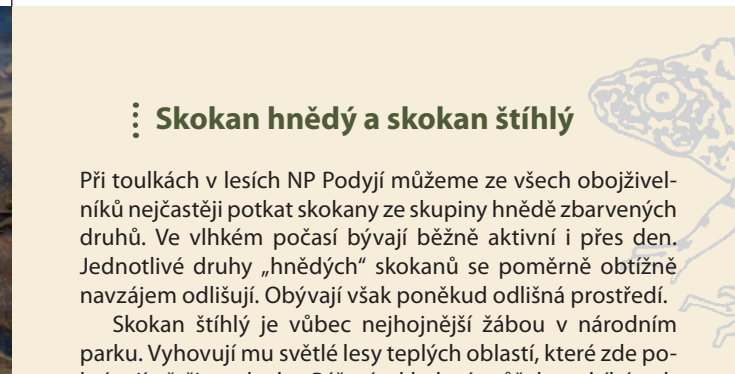 Skokan hnědý a skokan štíhlý
Při toulkách v lesích NP Podyjí můžeme ze všech obojživel-
níků nejčastěji potkat skokany ze skupiny hnědě zbarvených
druhů. Ve vlhkém počasí bývají běžně aktivní i přes den.
Jednotlivé druhy „hnědých“ skokanů se poměrně obtížně
navzájem odlišují. Obývají však poněkud odlišná prostředí.
Skokan štíhlý je vůbec nejhojnější žábou v národním
parku. Vyhovují mu světlé lesy teplých oblastí, které zde po-